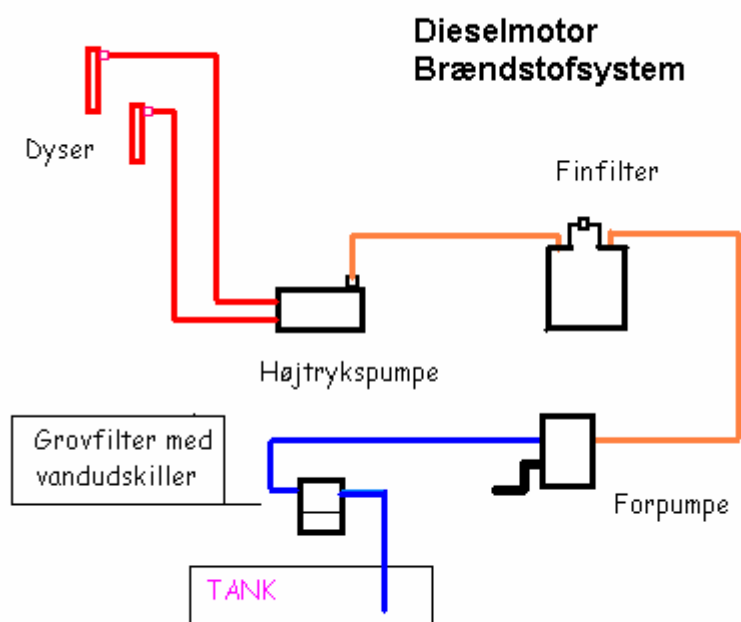 Dieselmotor
Brændstofsystem
Dyser
Finfilter
Højtrykspumpe
Grovfilter med
vandudskiller
Forpumpe
TANK